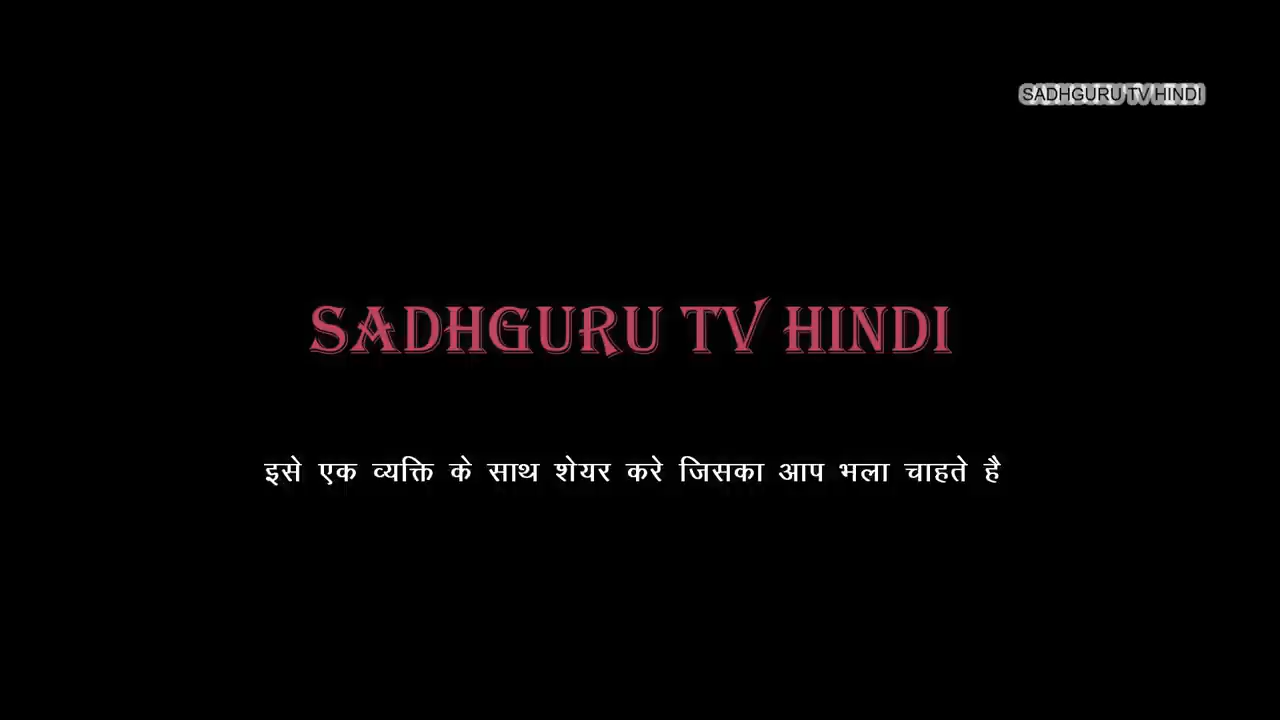 SADHGURU TV HINDI
SADHGURU TV HINDI
इसे एक व्यक्ति के साथ शेयर करे जिसका आप भला चाहते है